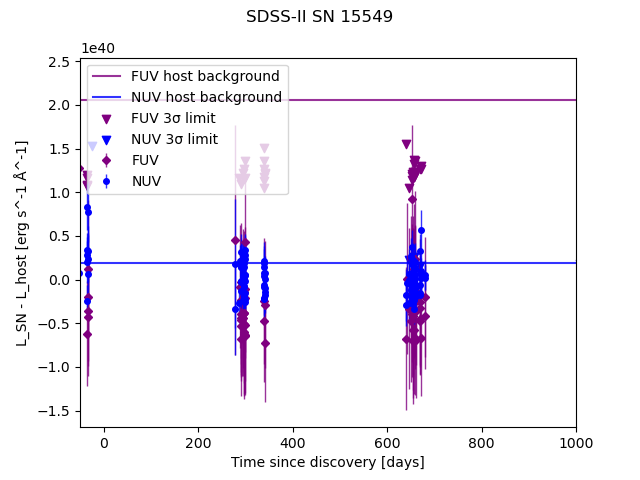 SDSS-II SN 15549
1e40
2.5
2.0
1.5
1.0
0.5
0.0
−0.5
−1.0
−1.5
L_SN - L_host [erg s^-1 Å^-1]
FUV host background
NUV host background
FUV 3σ limit
NUV 3σ limit
FUV
NUV
0 200 400 600 800 1000
Time since discovery [days]